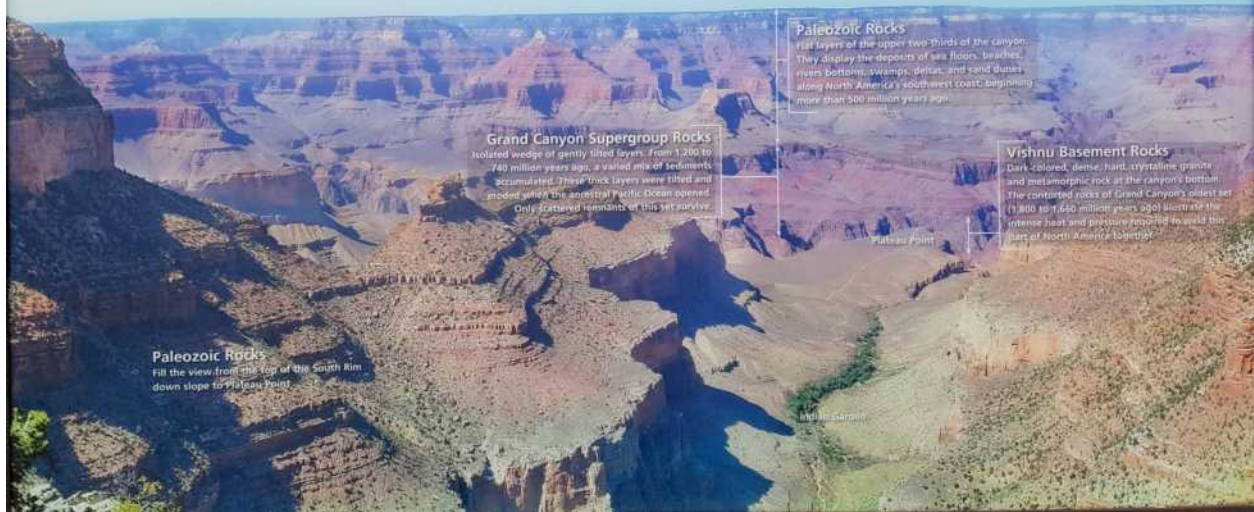 Paleozoic Rocks
Flat layers of the upper two-thirds of the canyon.
They display the deposits of sea floors, beaches,
rivers bottoms, swamps, deltas, and sand dunes
along North America's southwest coast, beginning
more than 500 million years ago.
Grand Canyon Supergroup Rocks
Isolated wedge of gently tilted layers. From 1,200 to
740 million years ago, a varied mix of sediments
accumulated. These thick layers were tilted and
eroded while the ancestral Pacific Ocean opened.
Only scattered remnants of this set survive.
Vishnu Basement Rocks
Dark-colored, dense, hard, crystalline granite
and metamorphic rock at the canyon's bottom.
The contorted rocks of Grand Canyon's oldest set
(1,800 to 1,660 million years ago) illustrate the
intense heat and pressure required to weld this
part of North America together.
Plateau Point
Paleozoic Rocks
Fill the view from the top of the South Rim
down slope to Plateau Point
Indian Garden